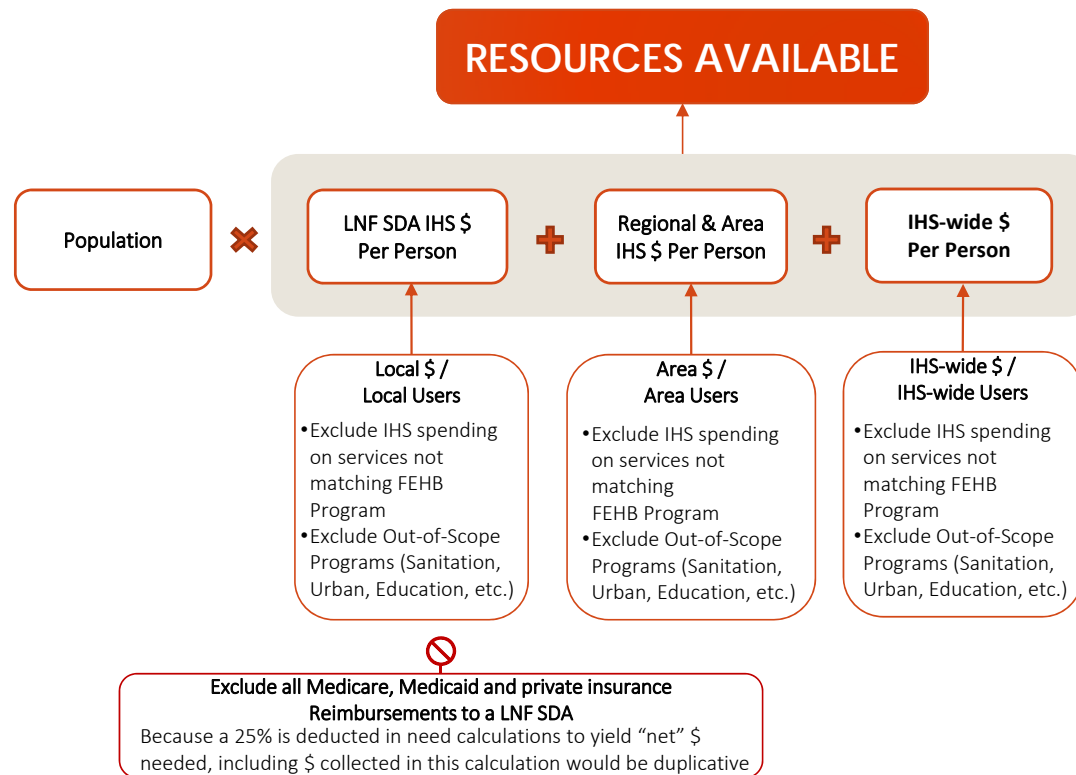 RESOURCES AVAILABLE
Population
LNF SDA IHS $
Per Person
Regional & Area
IHS $ Per Person
IHS-wide $
Per Person
Local $ /
Local Users
•Exclude IHS spending
on services not
matching FEHB
Program
•Exclude Out-of-Scope
Programs (Sanitation,
Urban, Education, etc.)
Area $ /
Area Users
•Exclude IHS spending
on services not
matching
FEHB Program
•Exclude Out-of-Scope
Programs (Sanitation,
Urban, Education, etc.)
IHS-wide $ /
IHS-wide Users
•Exclude IHS spending
on services not
matching FEHB
Program
•Exclude Out-of-Scope
Programs (Sanitation,
Urban, Education, etc.)
Exclude all Medicare, Medicaid and private insurance
Reimbursements to a LNF SDA
Because a 25% is deducted in need calculations to yield “net” $
needed, including $ collected in this calculation would be duplicative